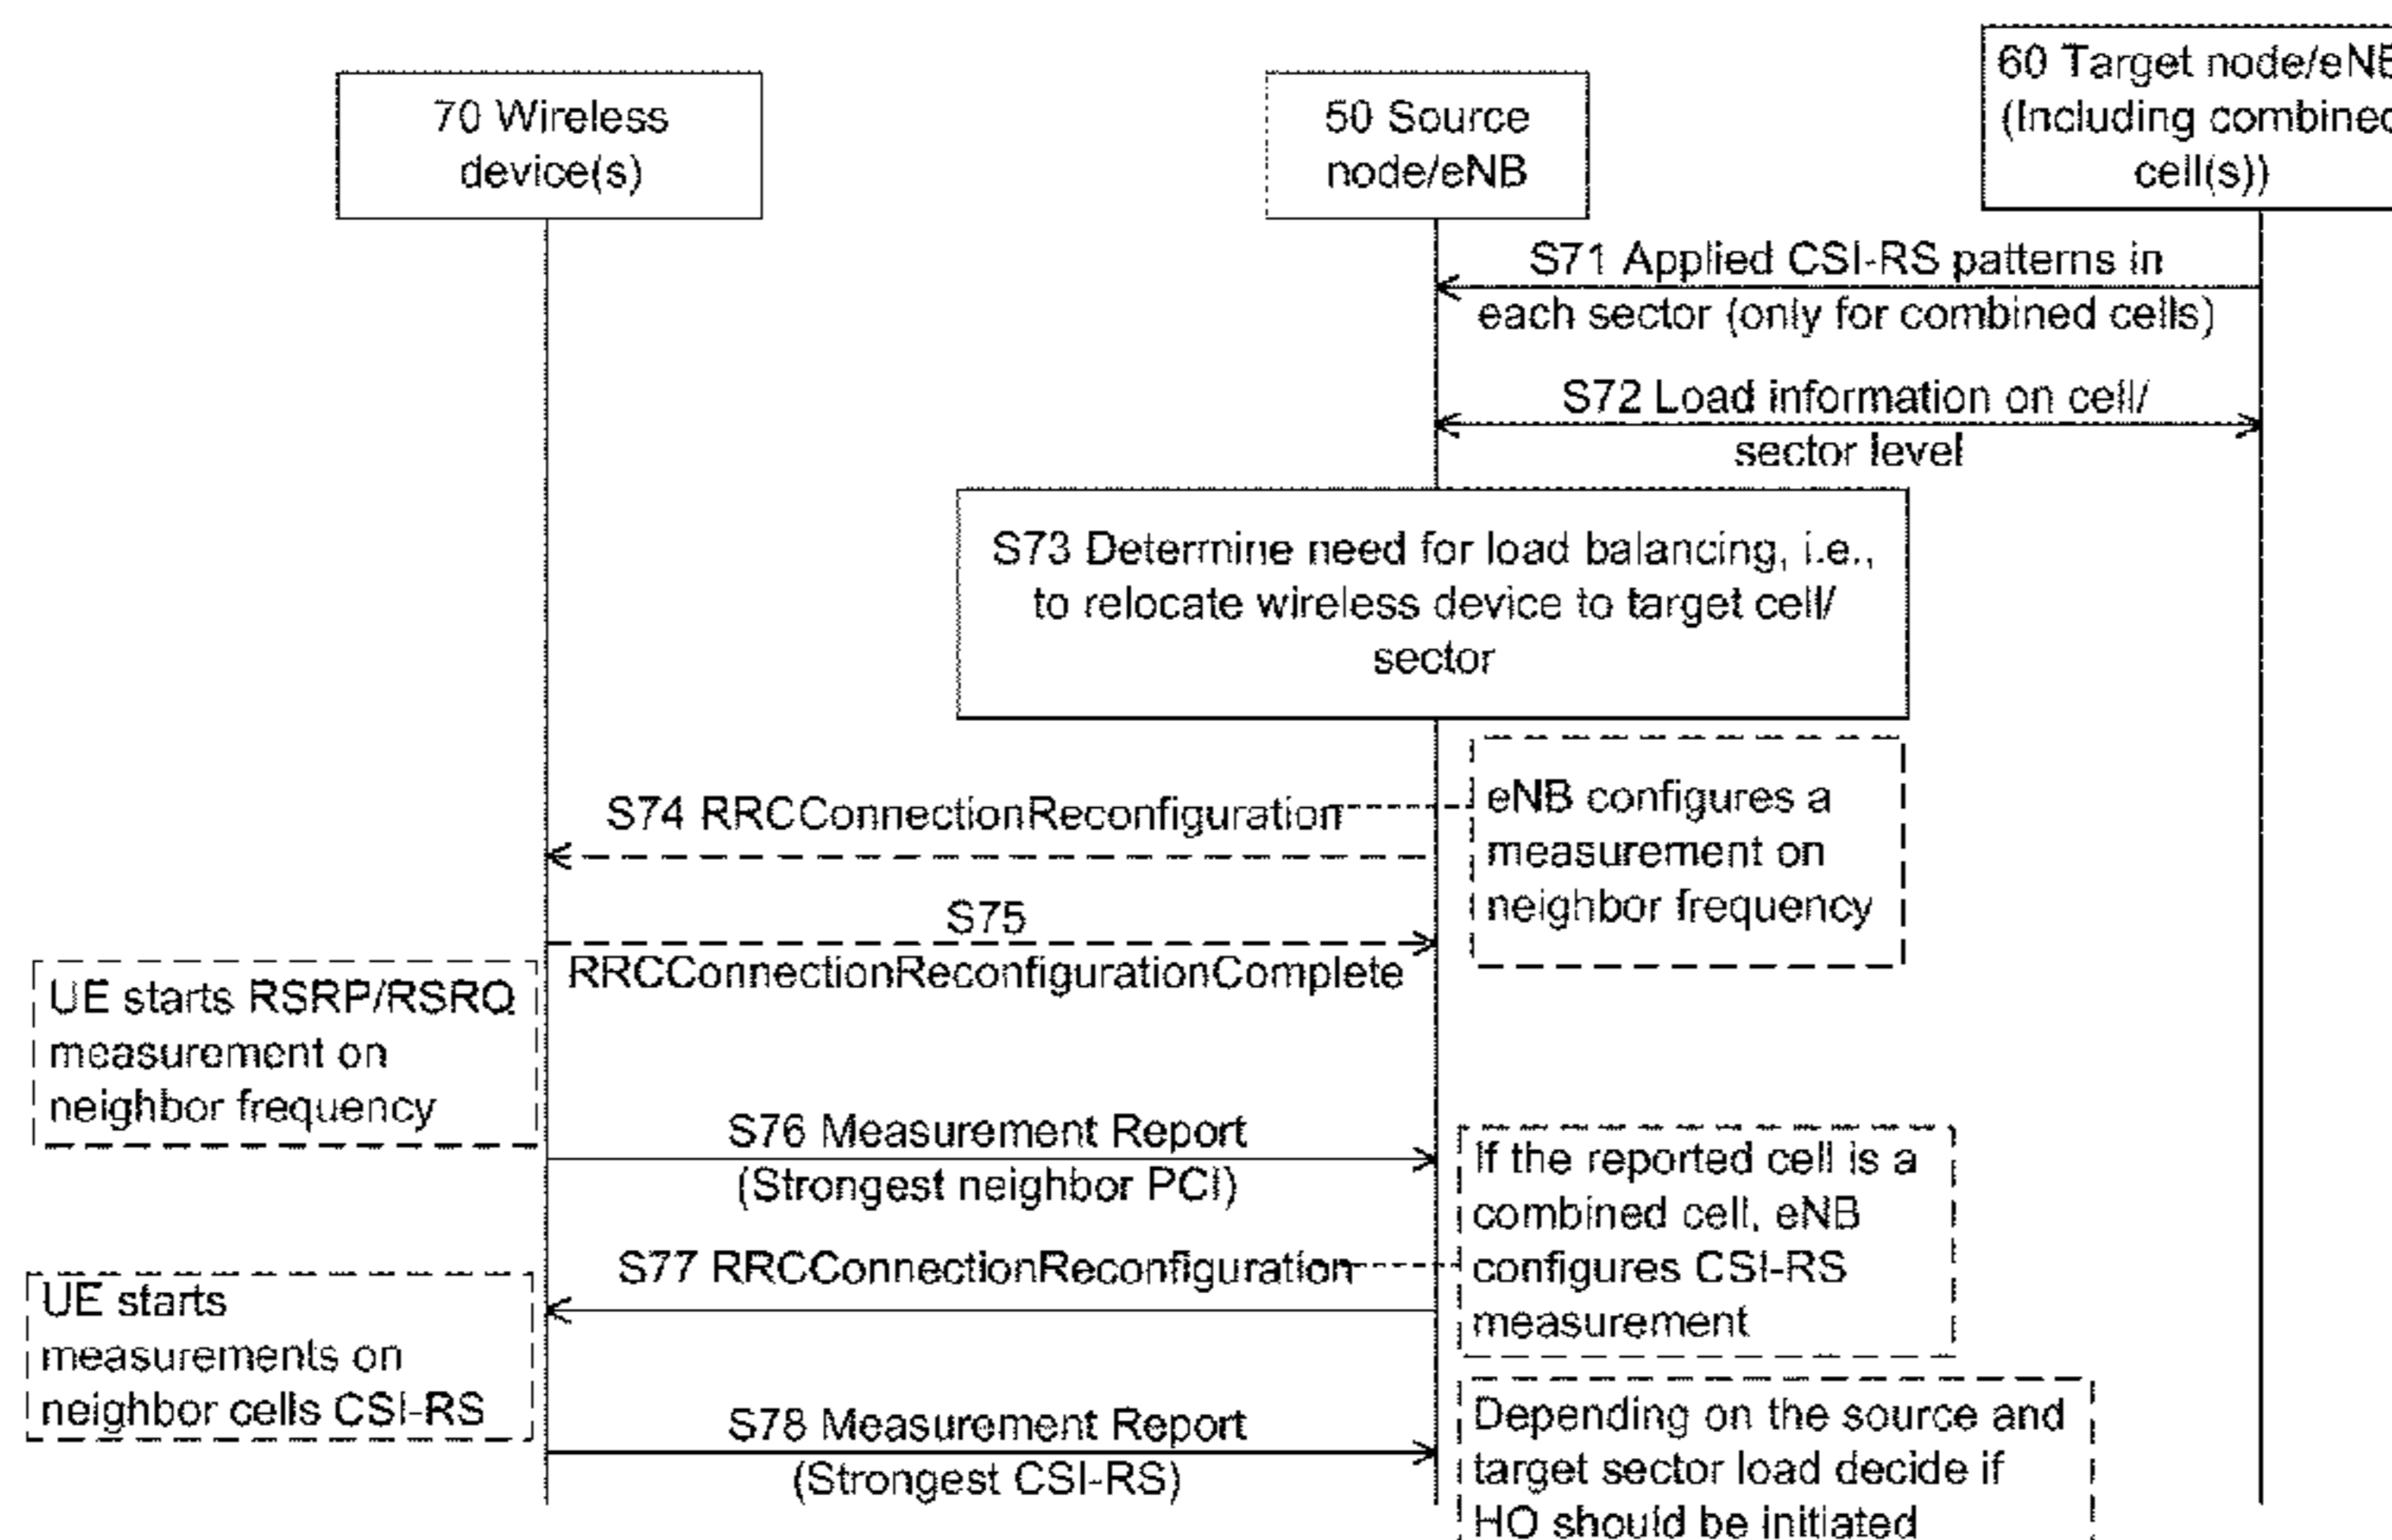 70 Wireless
device(s)
50 Source
node/eNB
60 Target node/eNB
(Including combined
cell(s))
S71 Applied CSI-RS patterns in
each sector (only for combined cells)
S72 Load information on cell/
sector level
S73 Determine need for load balancing, i.e.,
to relocate wireless device to target cell/
sector
S74 RRCConnectionReconfiguration
eNB configures a
measurement on
neighbor frequency
S75
RRCConnectionReconfigurationComplete
UE starts RSRP/RSRQ
measurement on
neighbor frequency
S76 Measurement Report
(Strongest neighbor PCI)
If the reported cell is a
combined cell, eNB
configures CSI-RS
measurement
S77 RRCConnectionReconfiguration
UE starts
measurements on
neighbor cells CSI-RS
S78 Measurement Report
(Strongest CSI-RS)
Depending on the source and
target sector load decide if
HO should be initiated